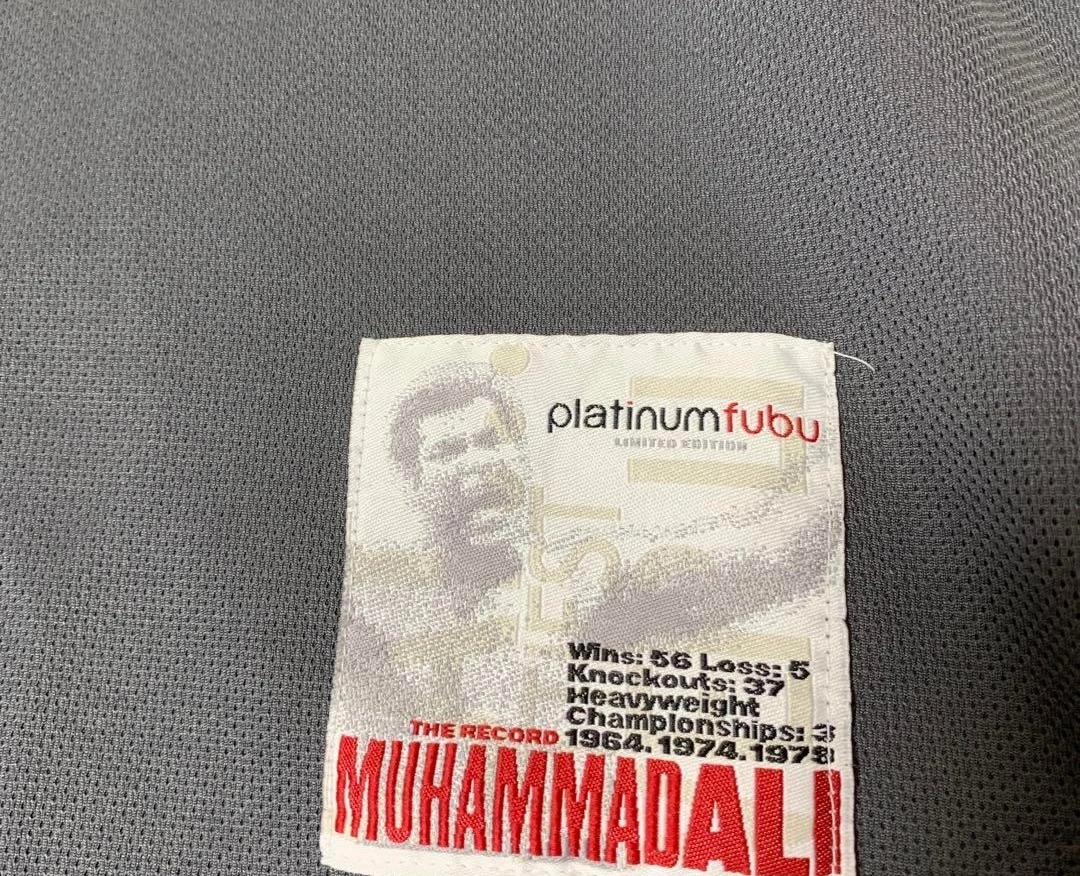 platinumfubu
LIMITED EDITION
Wins: 56 Loss: 5
Knockouts: 37
Heavyweight
Championships: 3
1964.1974.1978
THE RECORD
MUHAMMADALI